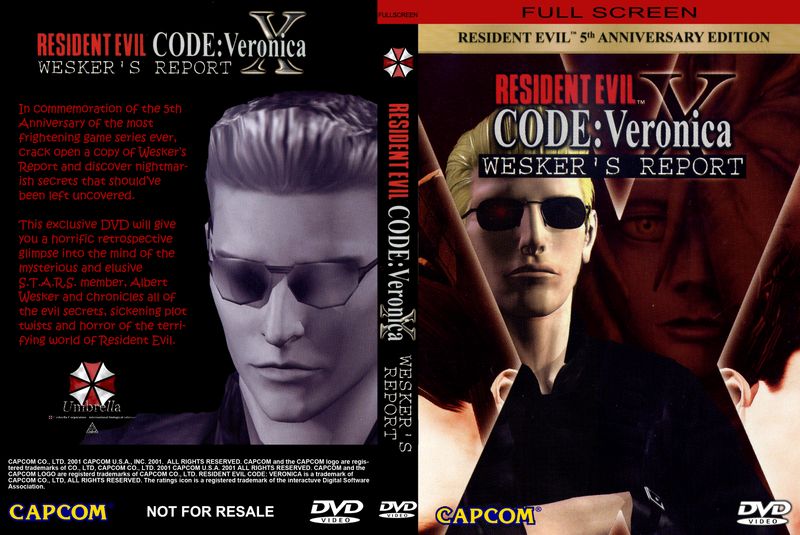 RESIDENT EVIL CODE:Veronica X
WESKER'S REPORT
In commemoration of the 5th
Anniversary of the most
frightening game series ever,
crack open a copy of Wesker's
Report and discover nightmar-
ish secrets that should've
been left uncovered.
This exclusive DVD will give
you a horrific retrospective
glimpse into the mind of the
mysterious and elusive
S.T.A.R.S. member, Albert
Wesker and chronicles all of
the evil secrets, sickening plot
twists and horror of the terri-
fying world of Resident Evil.
Umbrella
CAPCOM CO., LTD. 2001 CAPCOM U.S.A., INC. 2001. ALL RIGHTS RESERVED. CAPCOM and the CAPCOM logo are regis-
tered trademarks of CO., LTD, CAPCOM CO., LTD. 2001 CAPCOM U.S.A. 2001 ALL RIGHTS RESERVED. CAPCOM and the
CAPCOM LOGO are registerd trademarks of CAPCOM CO., LTD. RESIDENT EVIL CODE: VERONICA is a trademark of
CAPCOM CO., LTD, ALL RIGHTS RESERVED. The ratings icon is a registered trademark of the interactuve Digital Software
Association.
CAPCOM
NOT FOR RESALE
DVD
VIDEO
FULLSCREEN
RESIDENT EVIL CODE:Veronica X
WESKER'S
REPORT
DVD
VIDEO
FULL SCREEN
RESIDENT EVIL™ 5th ANNIVERSARY EDITION
RESIDENT EVIL™ X
CODE:Veronica
WESKER'S REPORT
CAPCOM®
DVD
VIDEO